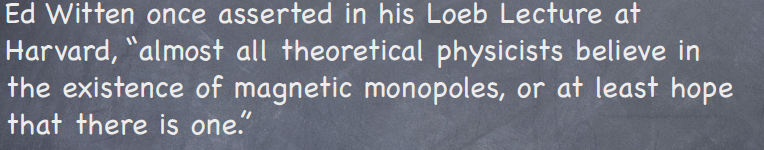 Ed Witten once asserted in his Loeb Lecture at
Harvard, “almost all theoretical physicists believe in
the existence of magnetic monopoles, or at least hope
that there is one.”